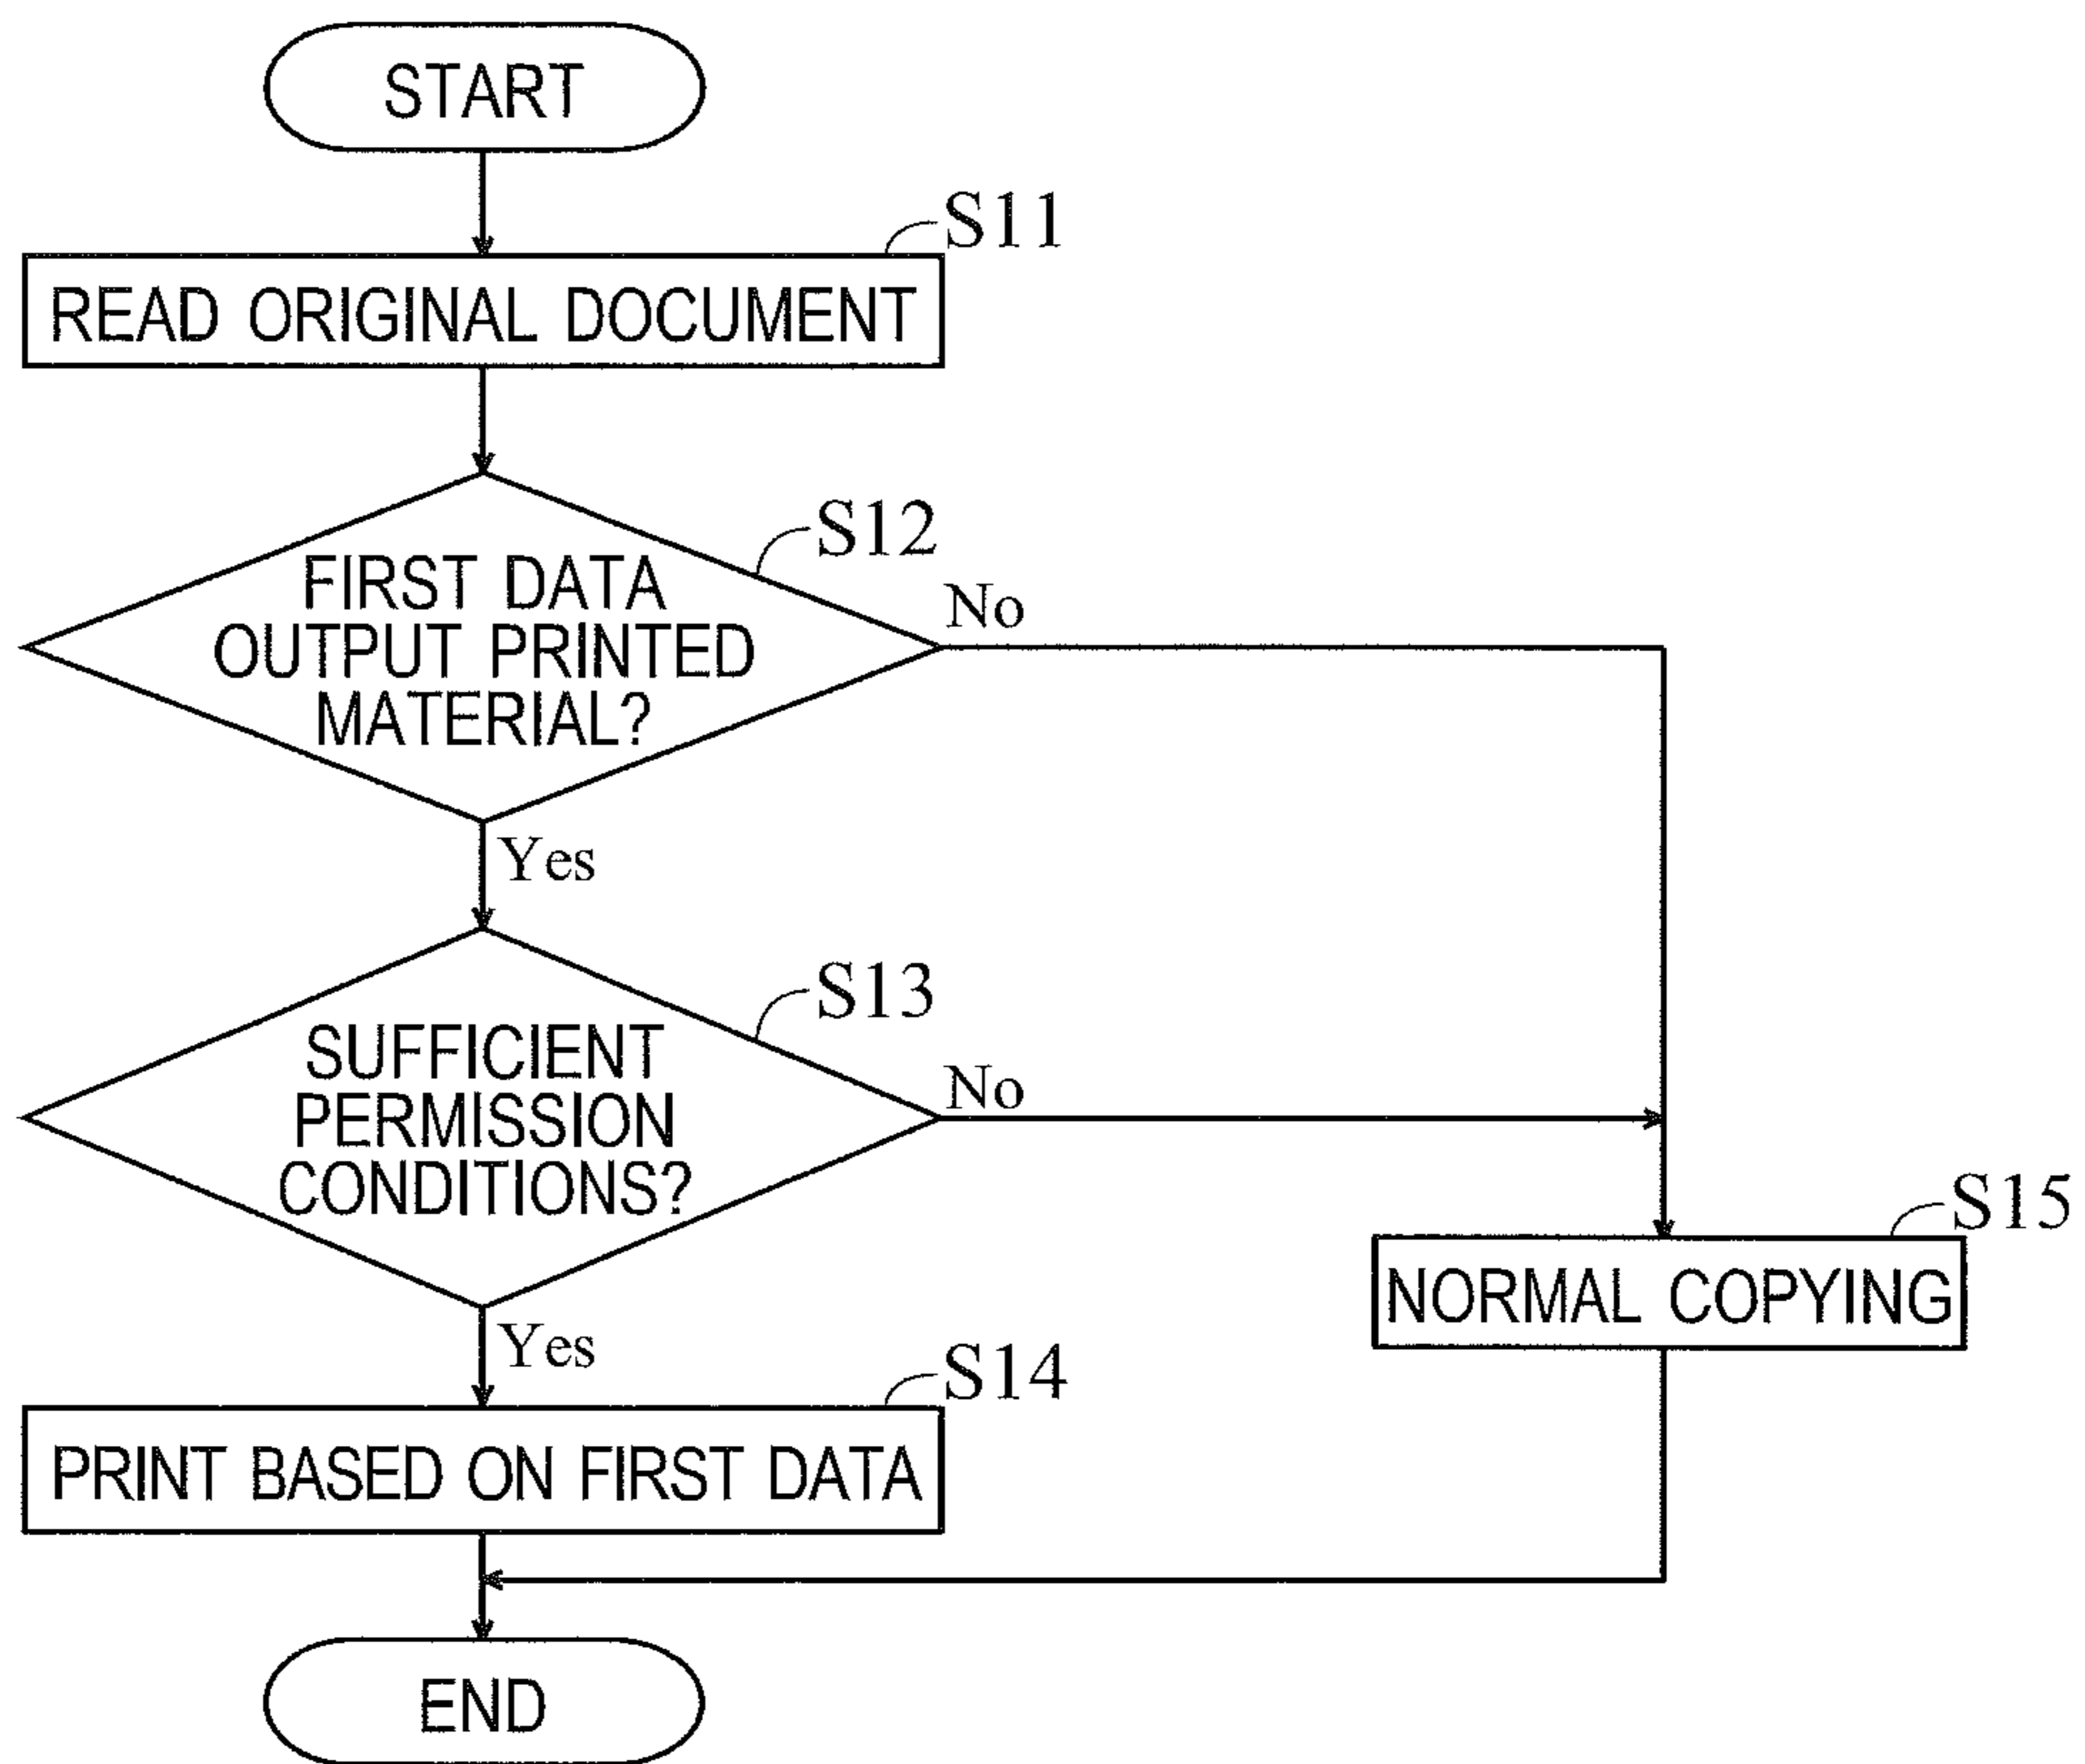 START
S11
READ ORIGINAL DOCUMENT
S12
FIRST DATA
OUTPUT PRINTED
MATERIAL?
No
Yes
S13
SUFFICIENT
PERMISSION
CONDITIONS?
No
Yes
S15
NORMAL COPYING
S14
PRINT BASED ON FIRST DATA
END